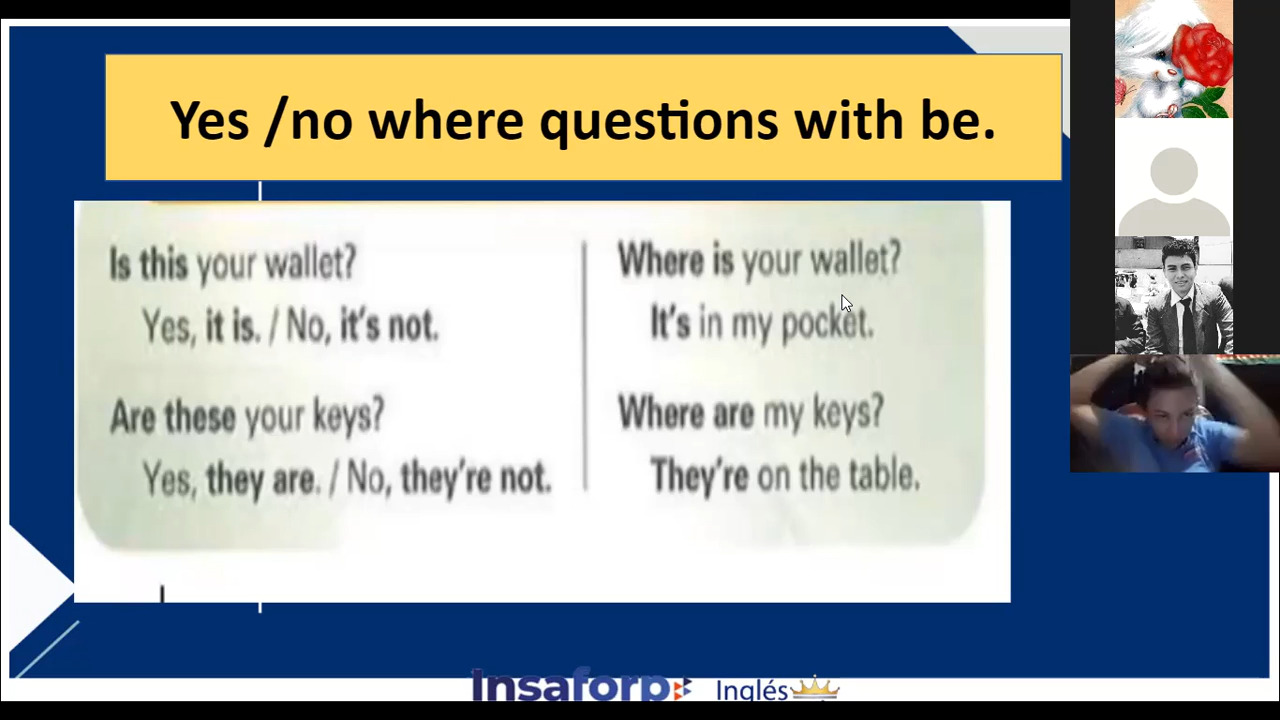 Yes /no where questions with be.
Is this your wallet?
Yes, it is. / No, it's not.
Are these your keys?
Yes, they are. / No, they're not.
Where is your wallet?
It's in my pocket.
Where are my keys?
They're on the table.
Insaforp Inglés